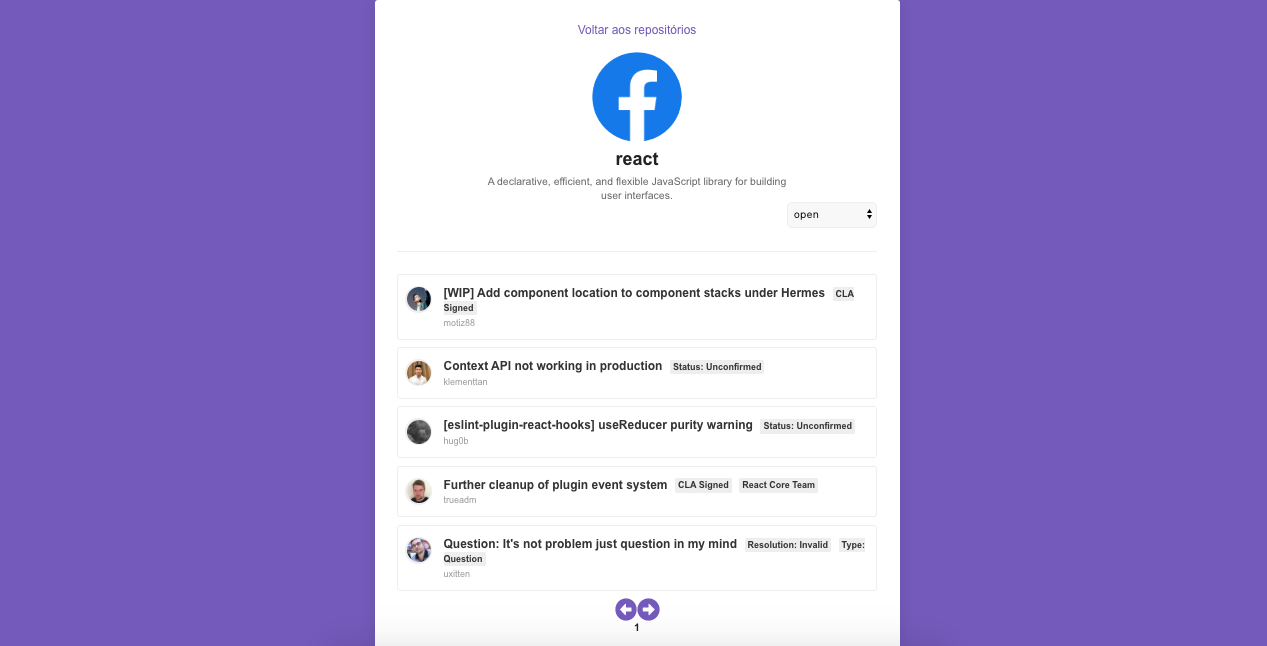 Voltar aos repositórios
react
A declarative, efficient, and flexible JavaScript library for building
user interfaces.
open
[WIP] Add component location to component stacks under Hermes CLA
Signed
motiz88
Context API not working in production Status: Unconfirmed
klementtan
[eslint-plugin-react-hooks] useReducer purity warning Status: Unconfirmed
hug0b
Further cleanup of plugin event system CLA Signed React Core Team
trueadm
Question: It's not problem just question in my mind Resolution: Invalid Type:
Question
uxitten
1